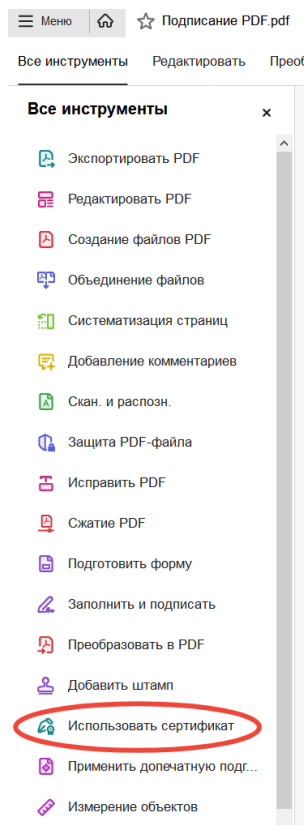 Меню Подписание PDF.pdf
Все инструменты Редактировать Преоб
Все инструменты ×
Экспортировать PDF
Редактировать PDF
Создание файлов PDF
Объединение файлов
Систематизация страниц
Добавление комментариев
Скан. и распозн.
Защита PDF-файла
Исправить PDF
Сжатие PDF
Подготовить форму
Заполнить и подписать
Преобразовать в PDF
Добавить штамп
Использовать сертификат
Применить допечатную подг...
Измерение объектов